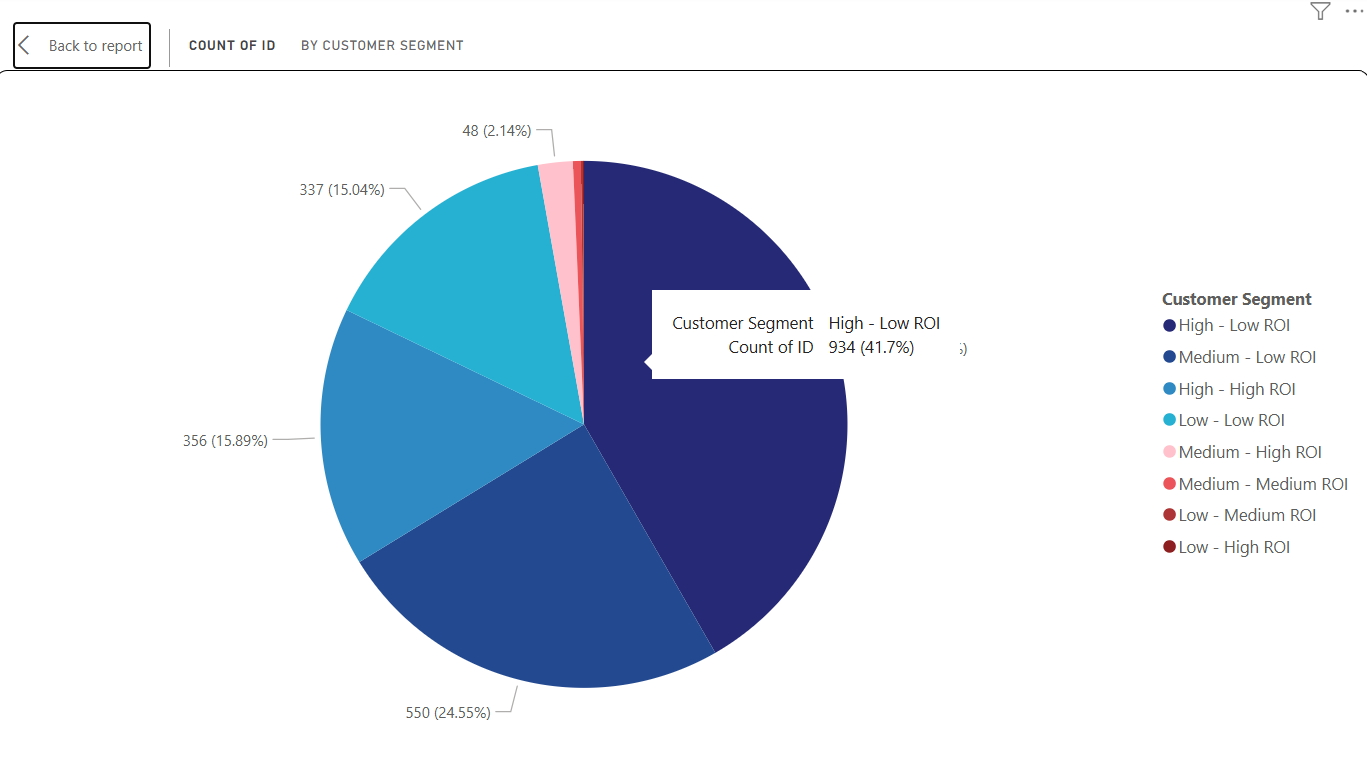 Back to report
COUNT OF ID BY CUSTOMER SEGMENT
48 (2.14%)
337 (15.04%)
Customer Segment High - Low ROI
Count of ID 934 (41.7%)
356 (15.89%)
550 (24.55%)
Customer Segment
High - Low ROI
Medium - Low ROI
High - High ROI
Low - Low ROI
Medium - High ROI
Medium - Medium ROI
Low - Medium ROI
Low - High ROI